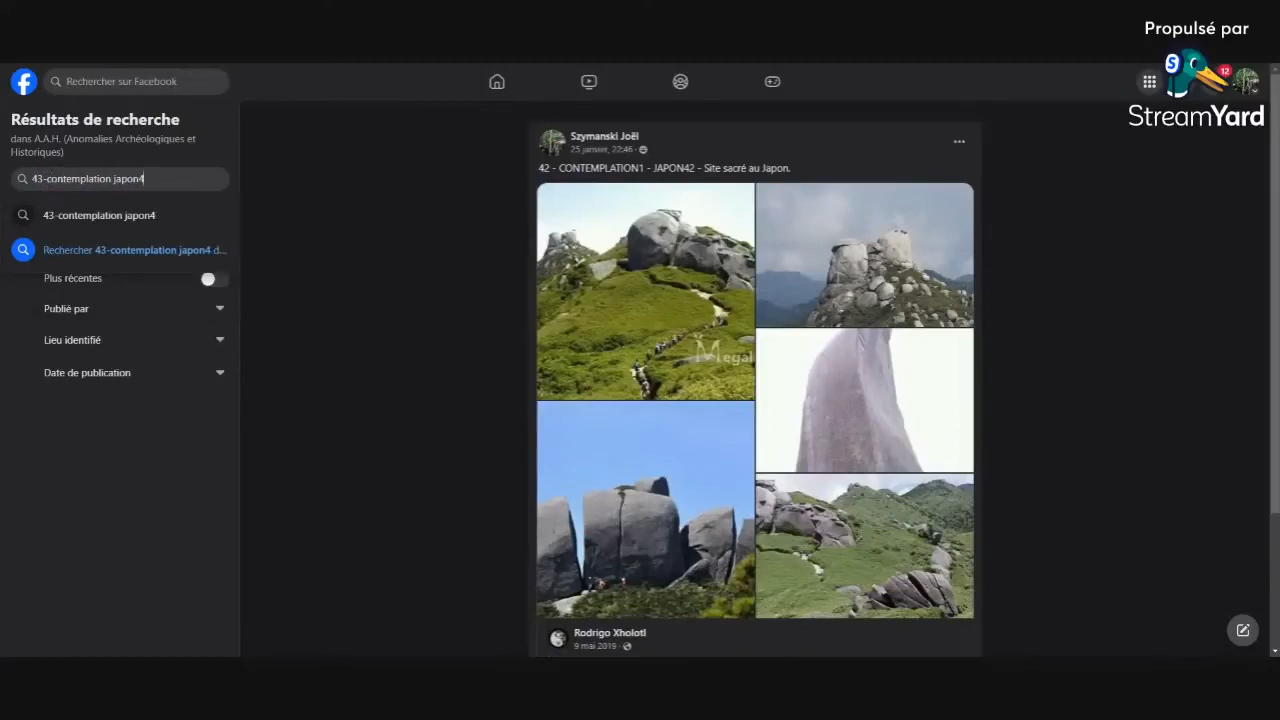 Propulsé par
StreamYard
Rechercher sur Facebook
12
Résultats de recherche
dans A.A.H. (Anomalies Archéologiques et
Historiques)
43-contemplation japon4
43-contemplation japon4
Rechercher 43-contemplation japon4 d...
Plus récentes
Publié par
Lieu identifié
Date de publication
Szymanski Joël
25 janvier, 22:46
42 - CONTEMPLATION1 - JAPON42 - Site sacré au Japon.
Megal
Rodrigo Xholotl
9 mai 2019